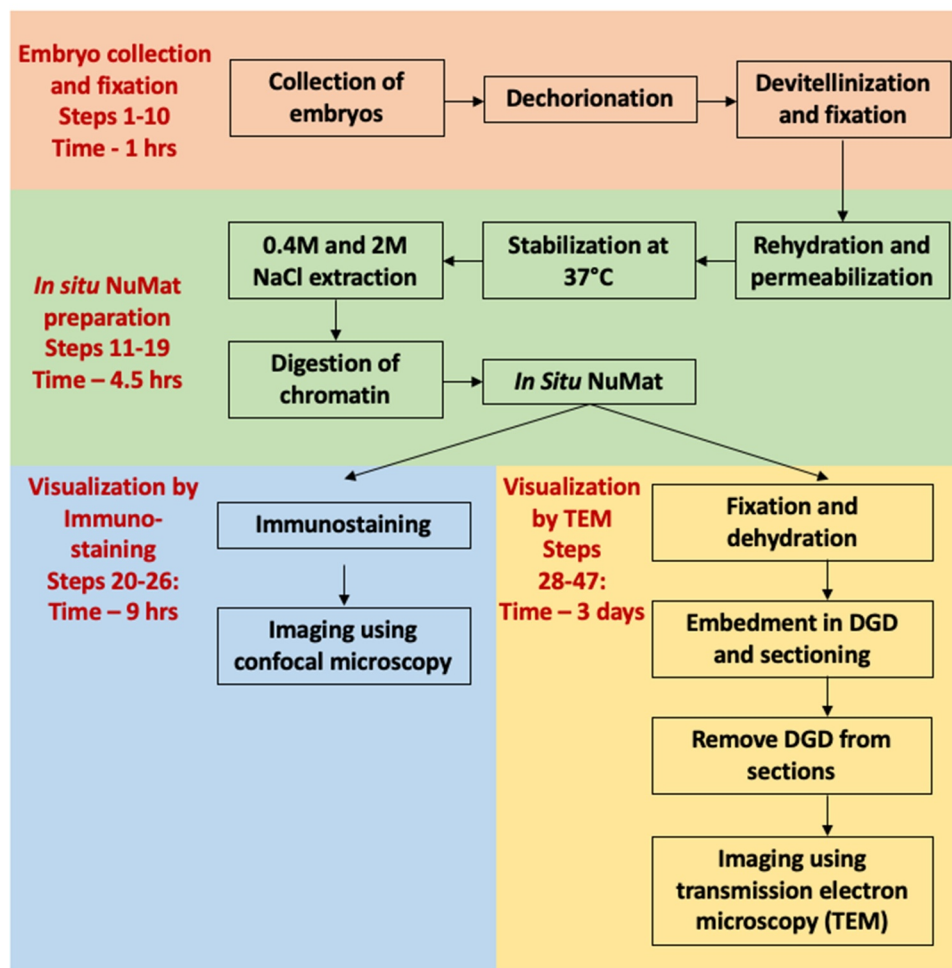 Embryo collection
and fixation
Steps 1-10
Time - 1 hrs
Collection of
embryos
Dechorionation
Devitellinization
and fixation
In situ NuMat
preparation
Steps 11-19
Time – 4.5 hrs
0.4M and 2M
NaCl extraction
Stabilization at
37°C
Rehydration and
permeabilization
Digestion of
chromatin
In Situ NuMat
Visualization by
Immuno-
staining
Steps 20-26:
Time – 9 hrs
Immunostaining
Imaging using
confocal microscopy
Visualization
by TEM
Steps
28-47:
Time – 3 days
Fixation and
dehydration
Embedment in DGD
and sectioning
Remove DGD from
sections
Imaging using
transmission electron
microscopy (TEM)